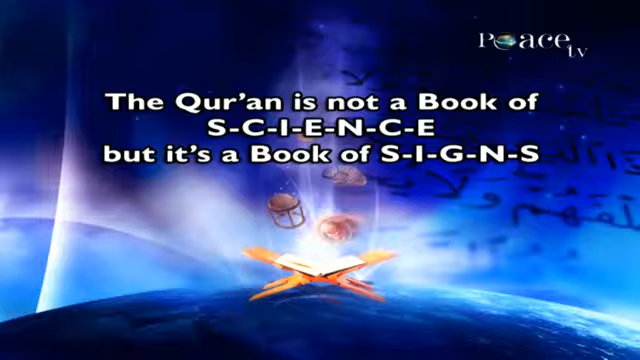 Peace tv
The Qur'an is not a Book of
S-C-I-E-N-C-E
but it's a Book of S-I-G-N-S